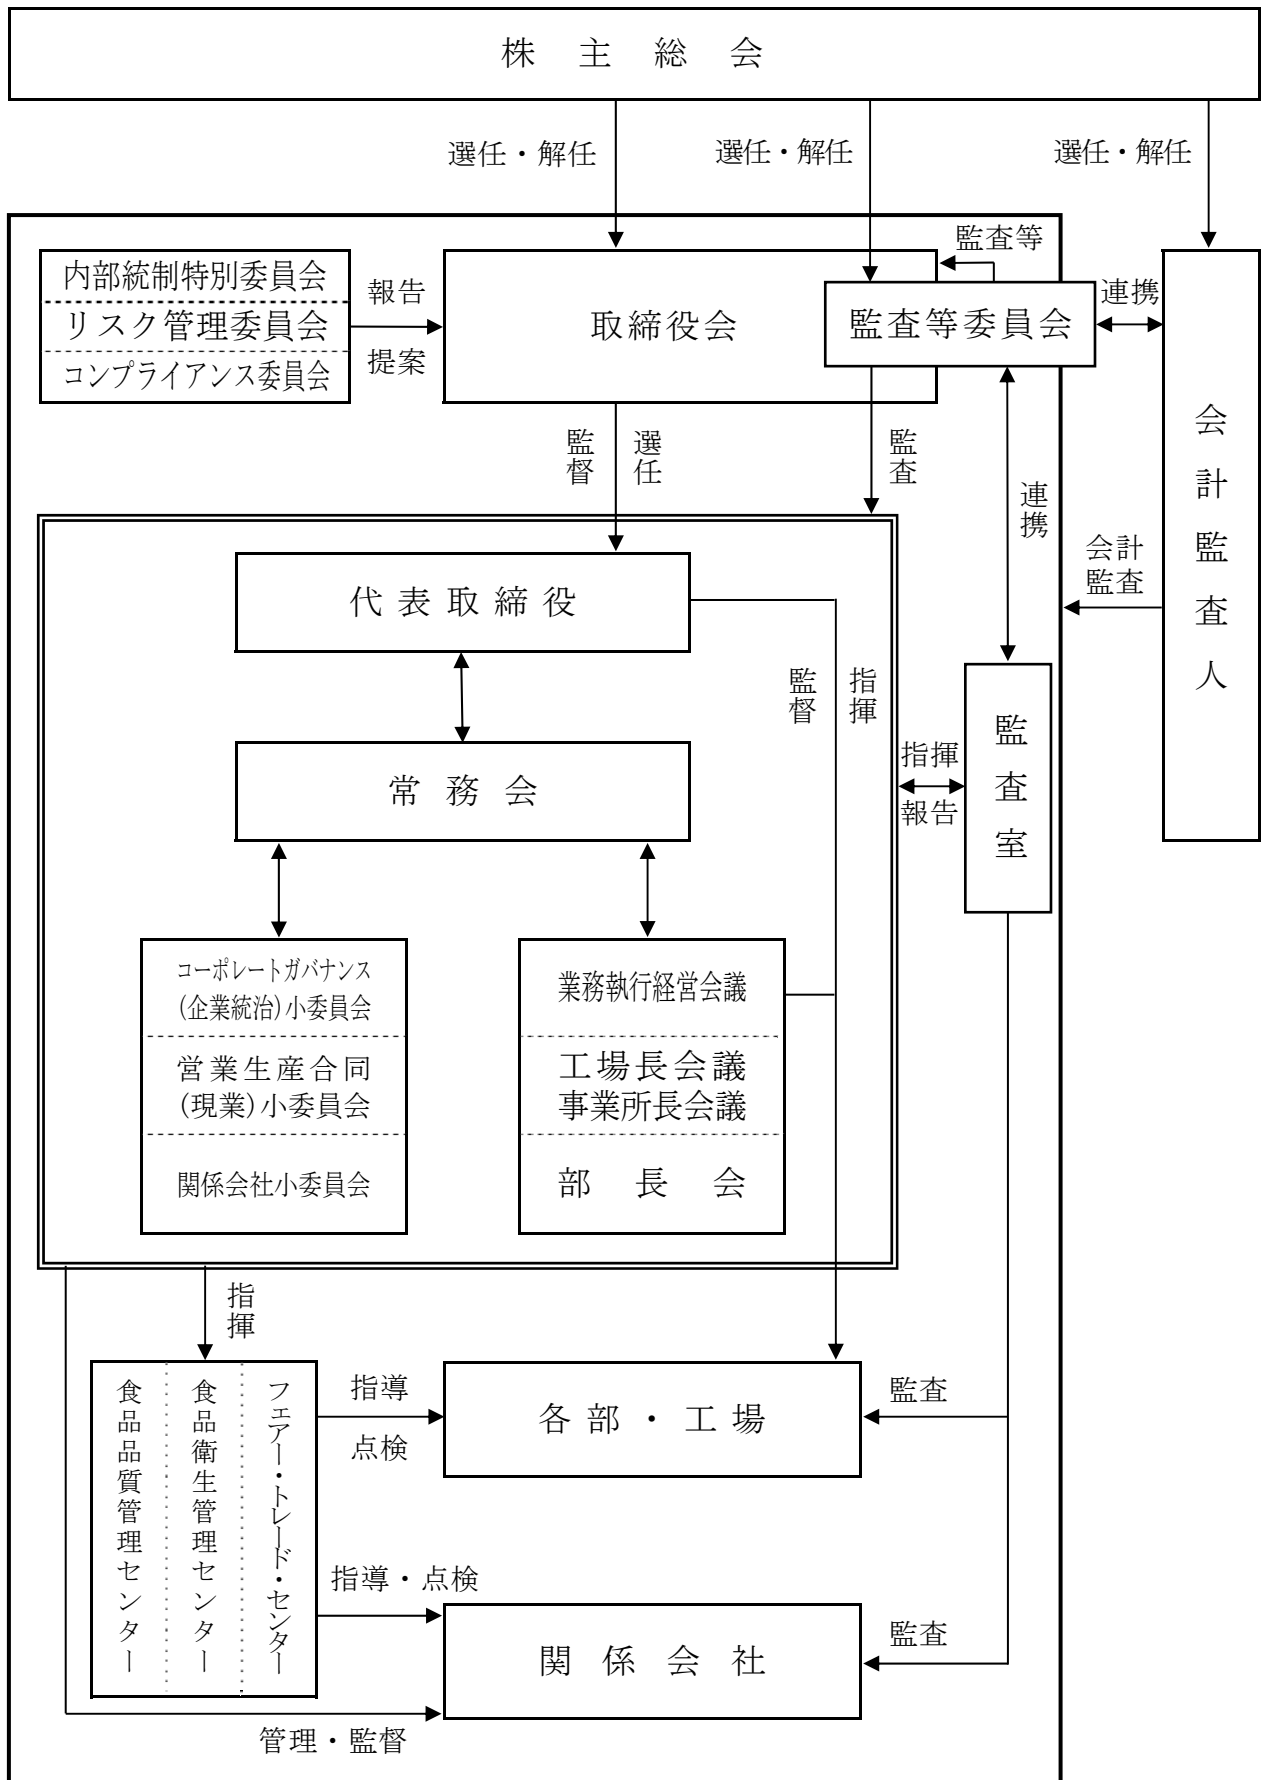 株主総会
選任・解任
選任・解任
選任・解任
内部統制特別委員会
リスク管理委員会
コンプライアンス委員会
報告
提案
取締役会
監査等
監査等委員会
連携
会計監査人
監督
選任
監査
連携
会計
監査
代表取締役
監督
指揮
常務会
指揮
報告
監査室
コーポレートガバナンス
(企業統治)小委員会
営業生産合同
(現業)小委員会
関係会社小委員会
業務執行経営会議
工場長会議
事業所長会議
部長会
指揮
食品品質管理センター
食品衛生管理センター
フェアー・トレード・センター
指導
点検
各部・工場
監査
指導・点検
関係会社
監査
管理・監督